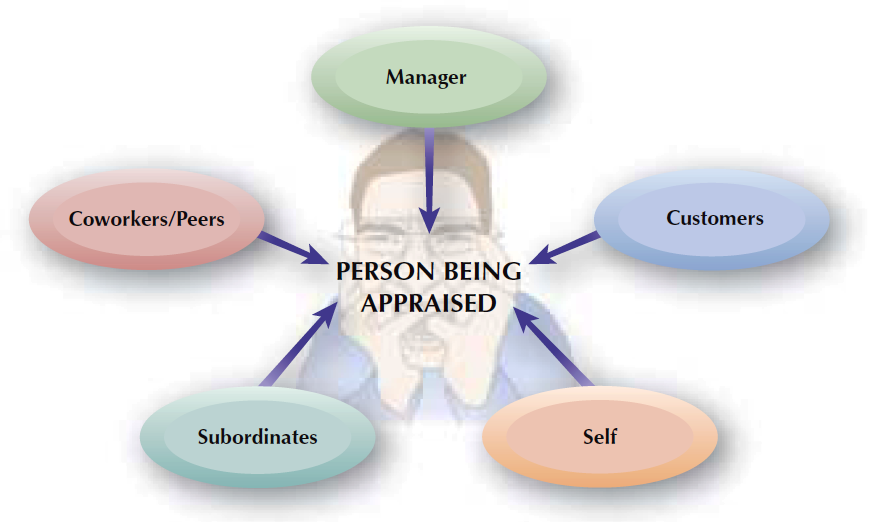 Manager
Coworkers/Peers
Customers
PERSON BEING
APPRAISED
Subordinates
Self